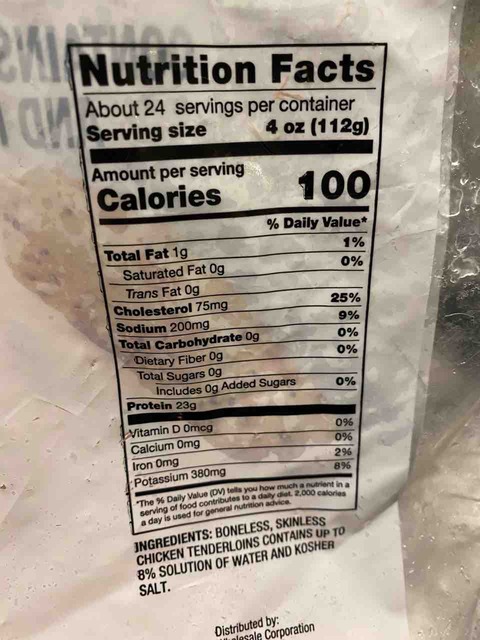 CONTAINS
Nutrition Facts
About 24 servings per container
Serving size 4 oz (112g)
Amount per serving
Calories 100
% Daily Value*
Total Fat 1g 1%
Saturated Fat 0g 0%
Trans Fat 0g
Cholesterol 75mg 25%
Sodium 200mg 9%
Total Carbohydrate 0g 0%
Dietary Fiber 0g 0%
Total Sugars 0g
Includes 0g Added Sugars 0%
Protein 23g
Vitamin D 0mcg 0%
Calcium 0mg 0%
Iron 0mg 2%
Potassium 380mg 8%
*The % Daily Value (DV) tells you how much a nutrient in a
serving of food contributes to a daily diet. 2,000 calories
a day is used for general nutrition advice.
INGREDIENTS: BONELESS, SKINLESS
CHICKEN TENDERLOINS CONTAINS UP TO
8% SOLUTION OF WATER AND KOSHER
SALT.
Distributed by:
Corporation